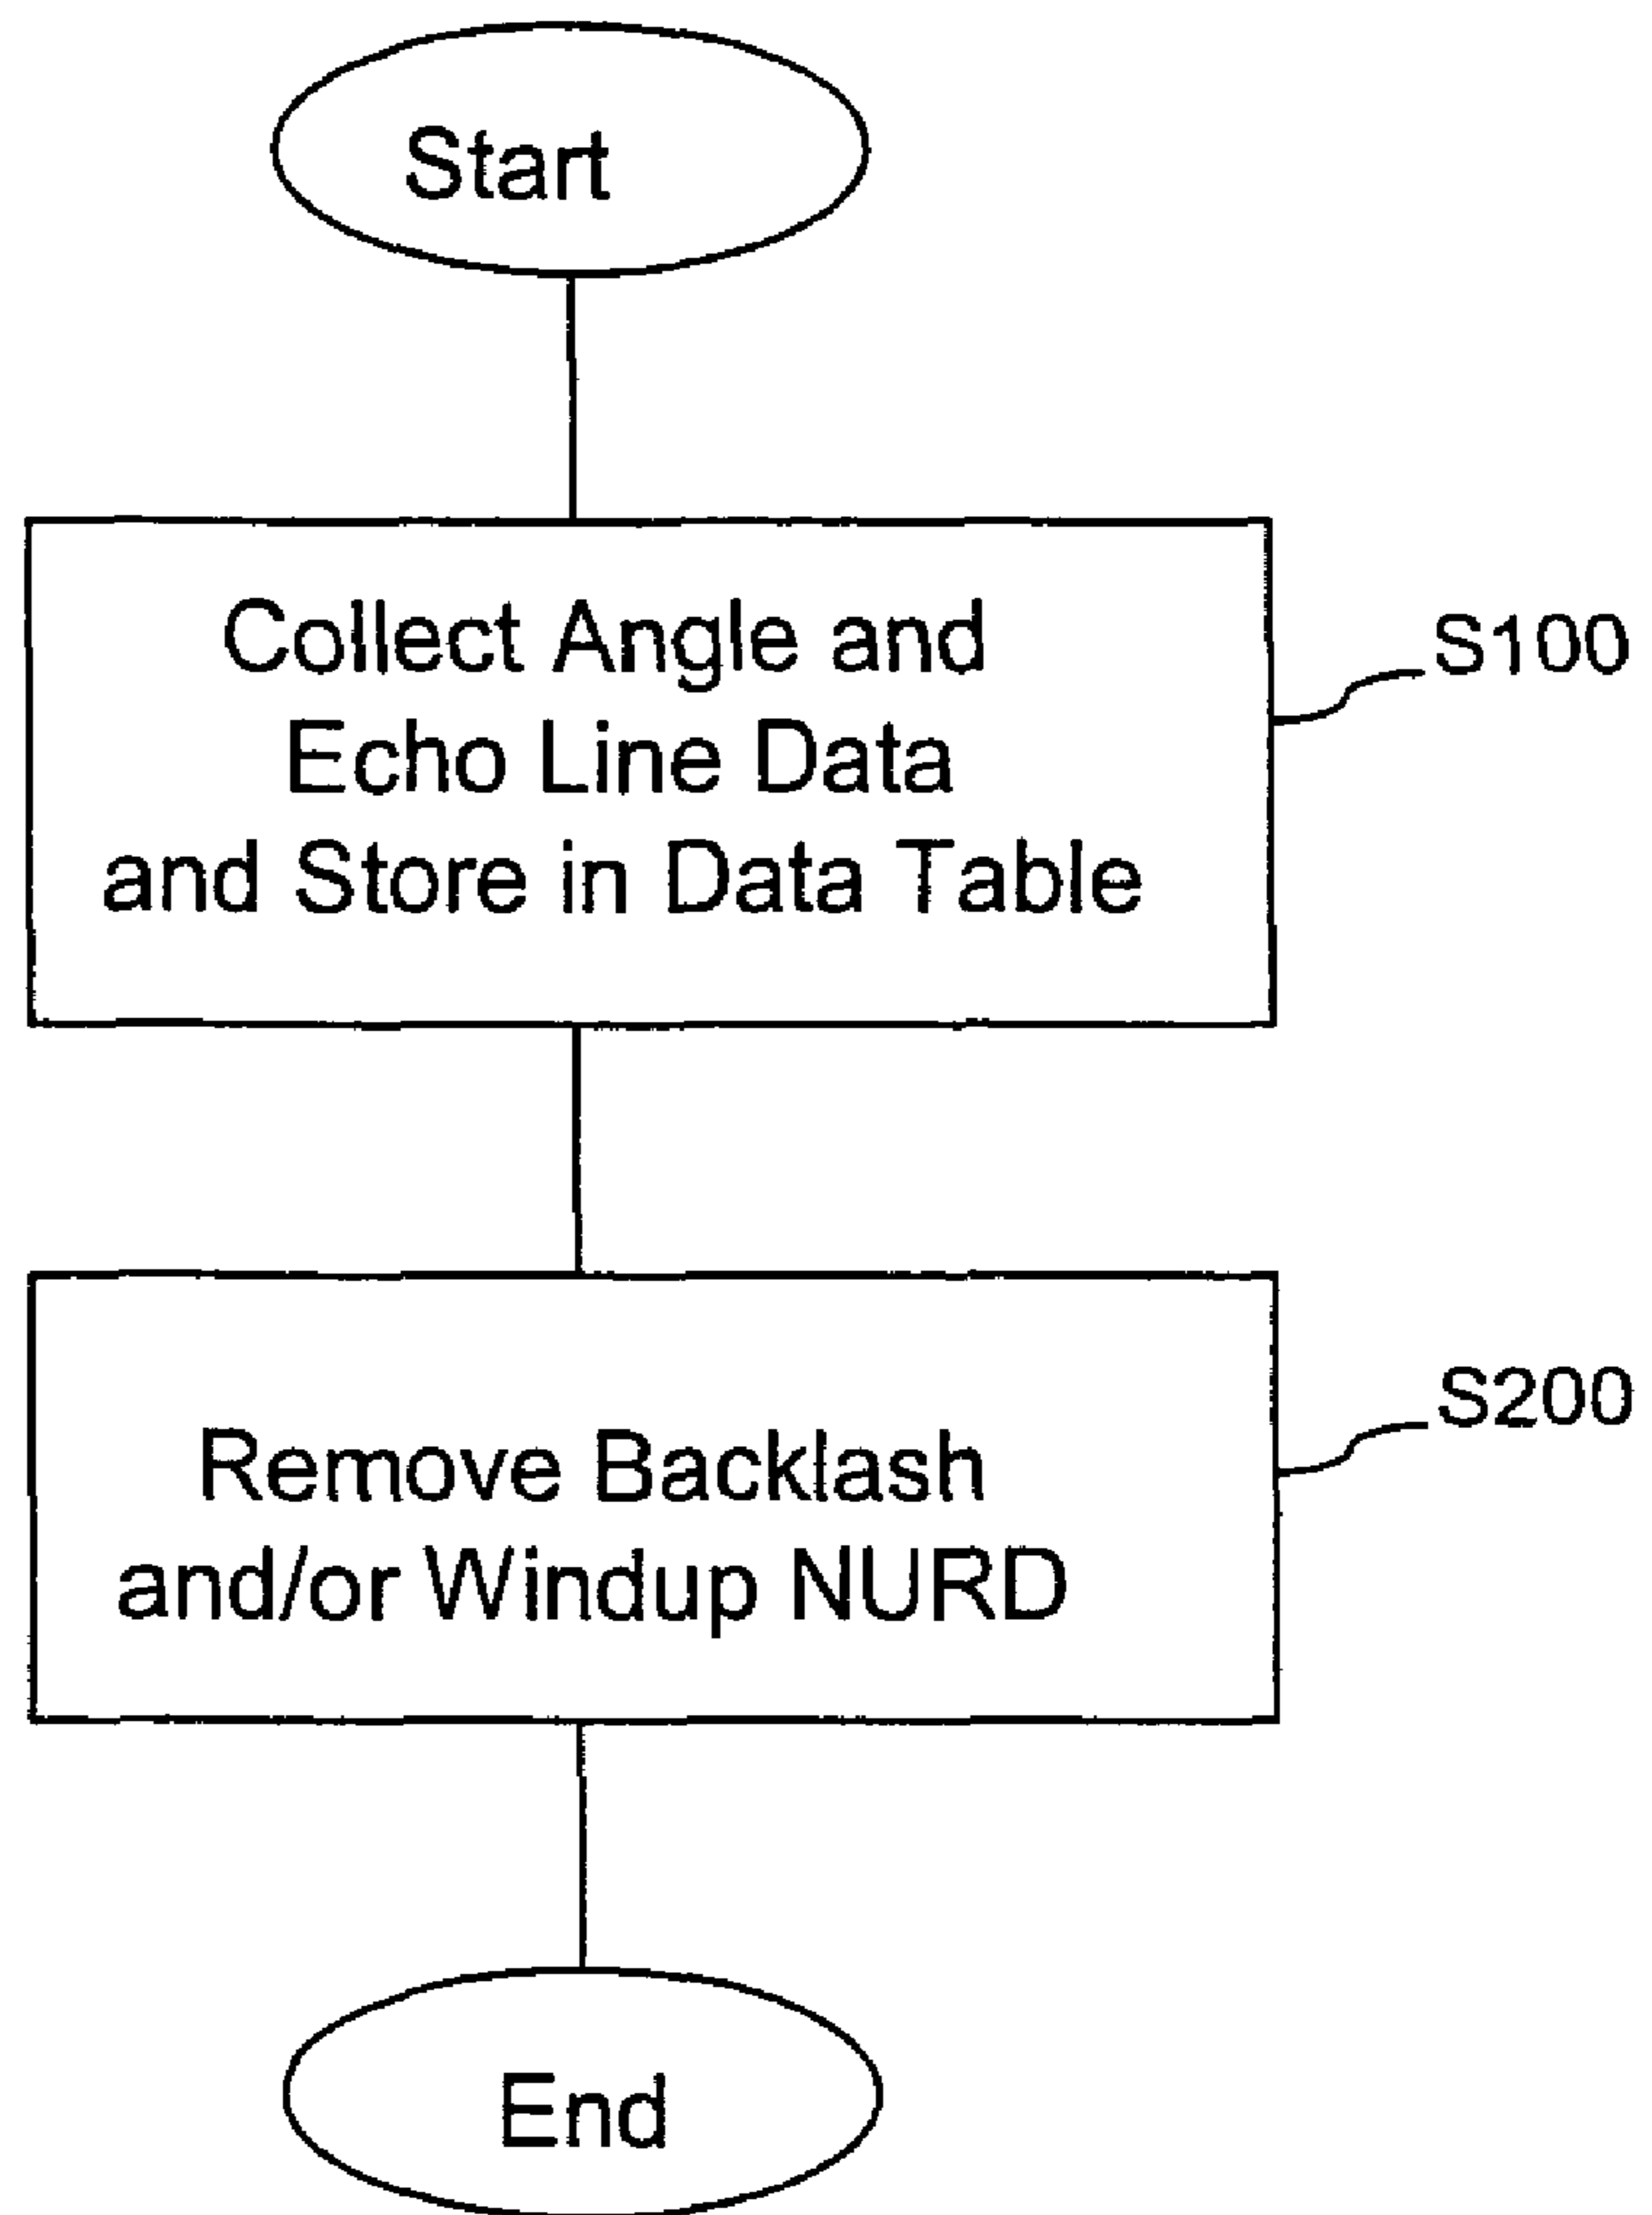 Start
Collect Angle and
Echo Line Data
and Store in Data Table
S100
Remove Backlash
and/or Windup NURD
S200
End